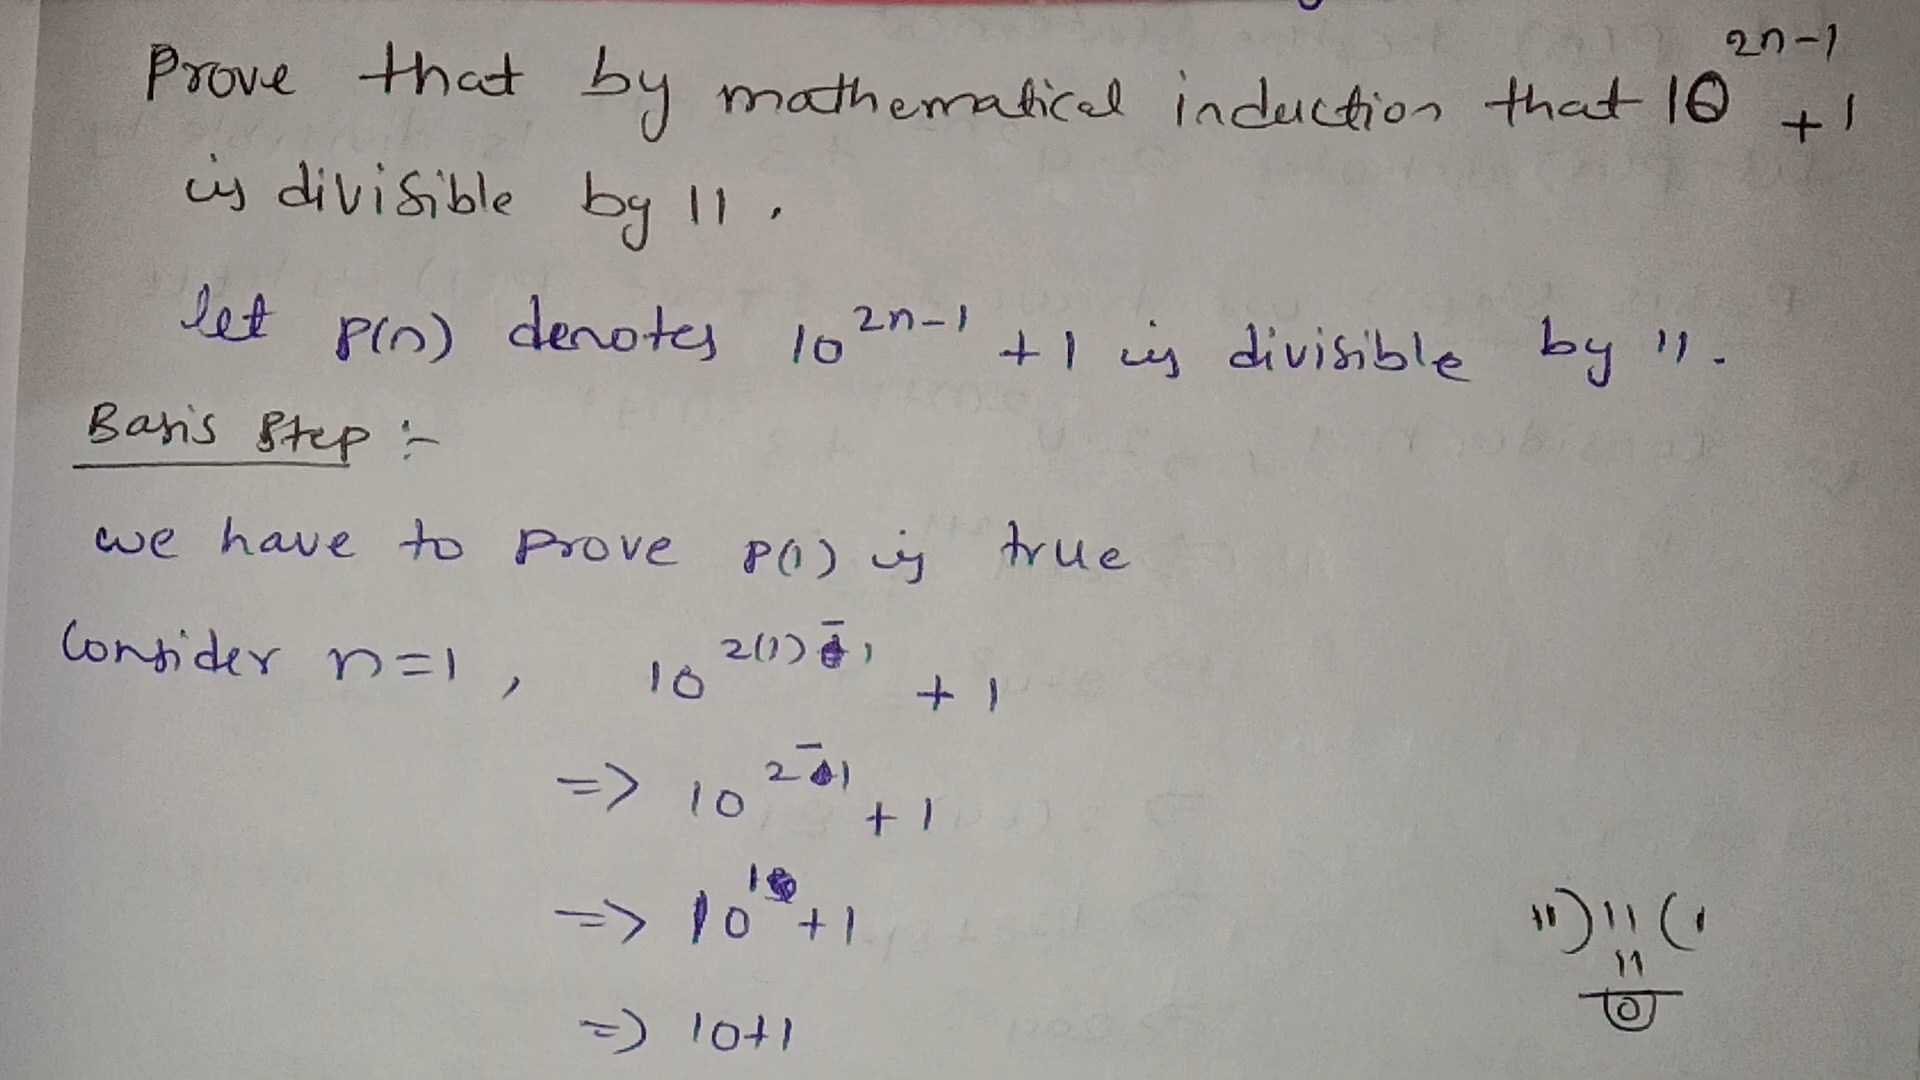 Prove that by mathematical induction that 10^{2n-1} + 1
is divisible by 11.
let P(n) denotes 10^{2n-1} + 1 is divisible by 11.
Basis Step :-
we have to prove P(1) is true
Consider n=1, 10^{2(1)-1} + 1
=> 10^{2-1} + 1
=> 10^{1} + 1
=> 10+1
11)11(1
11
0